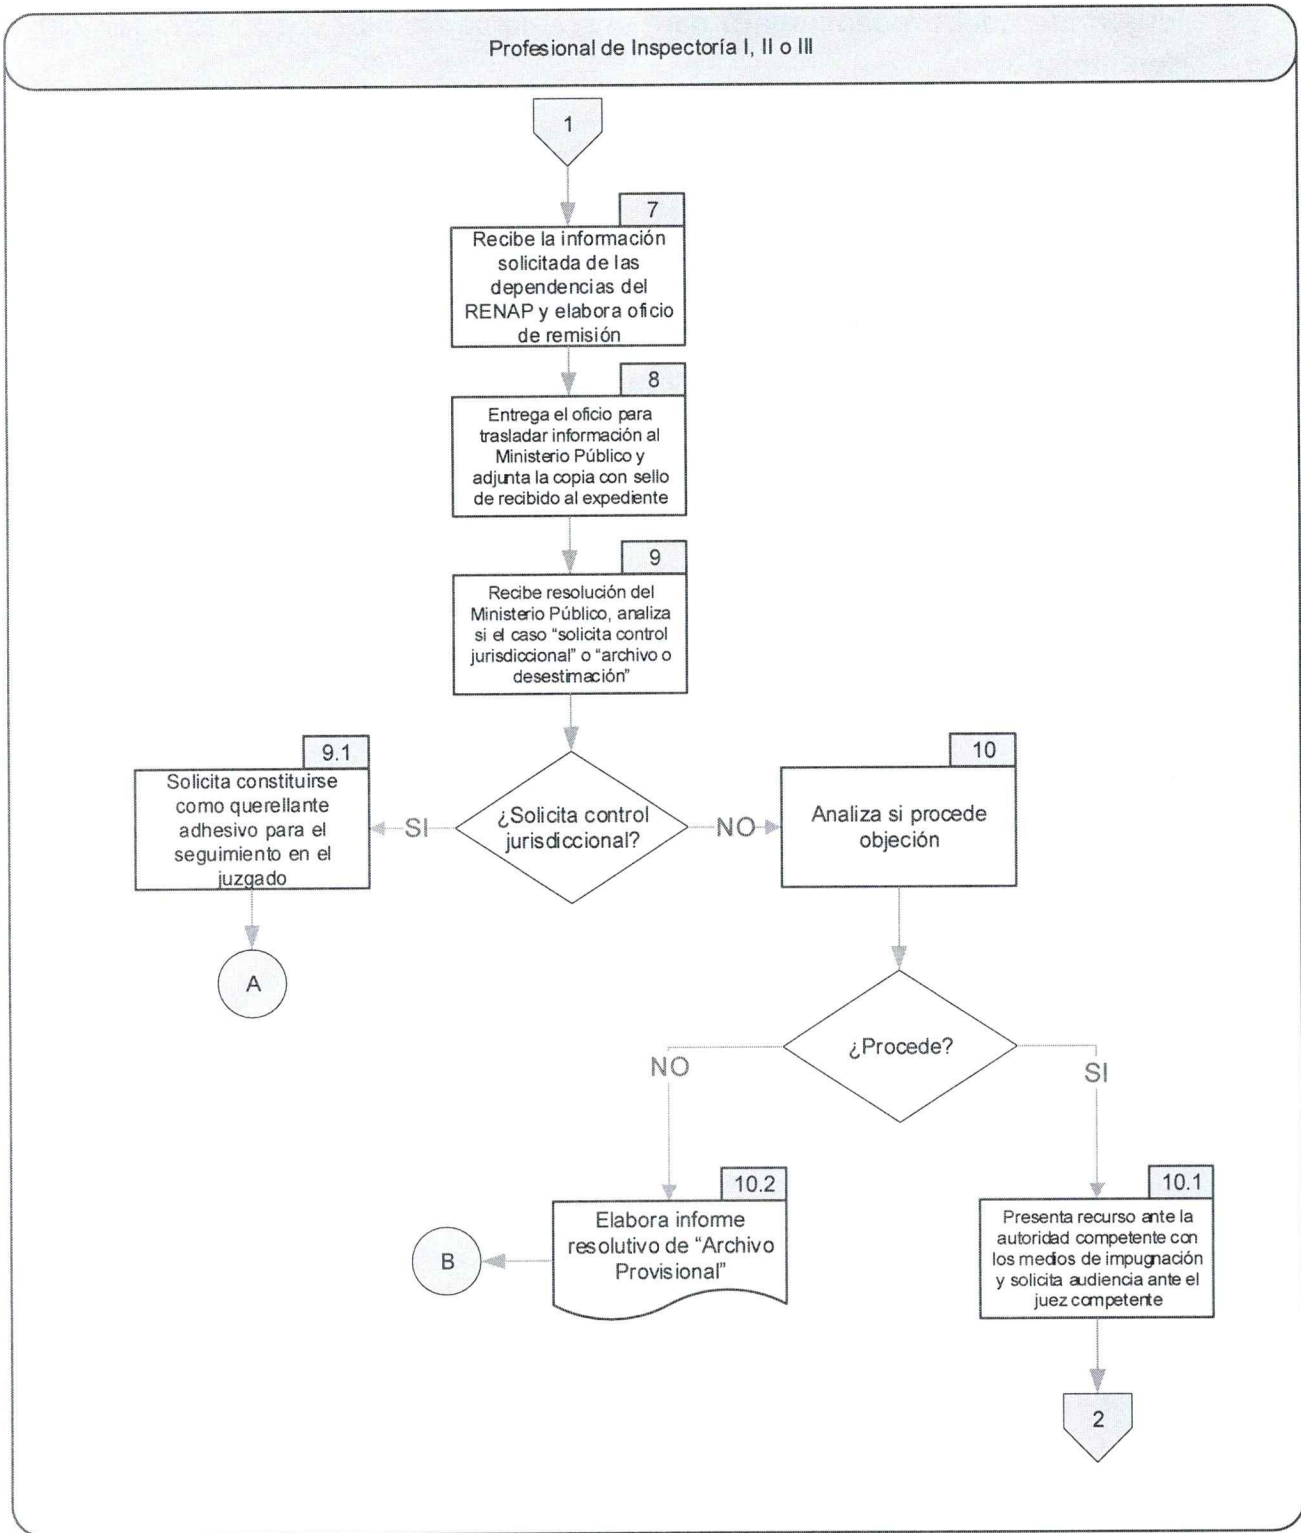 Profesional de Inspectoría I, II o III
1
7
Recibe la información
solicitada de las
dependencias del
RENAP y elabora oficio
de remisión
8
Entrega el oficio para
trasladar información al
Ministerio Público y
adjunta la copia con sello
de recibido al expediente
9
Recibe resolución del
Ministerio Público, analiza
si el caso “solicita control
jurisdiccional” o “archivo o
desestimación”
9.1
Solicita constituirse
como querellante
adhesivo para el
seguimiento en el
juzgado
SI
¿Solicita control
jurisdiccional?
NO
10
Analiza si procede
objeción
A
¿Procede?
NO
SI
10.2
Elabora informe
resolutivo de “Archivo
Provisional”
B
10.1
Presenta recurso ante la
autoridad competente con
los medios de impugnación
y solicita audiencia ante el
juez competente
2